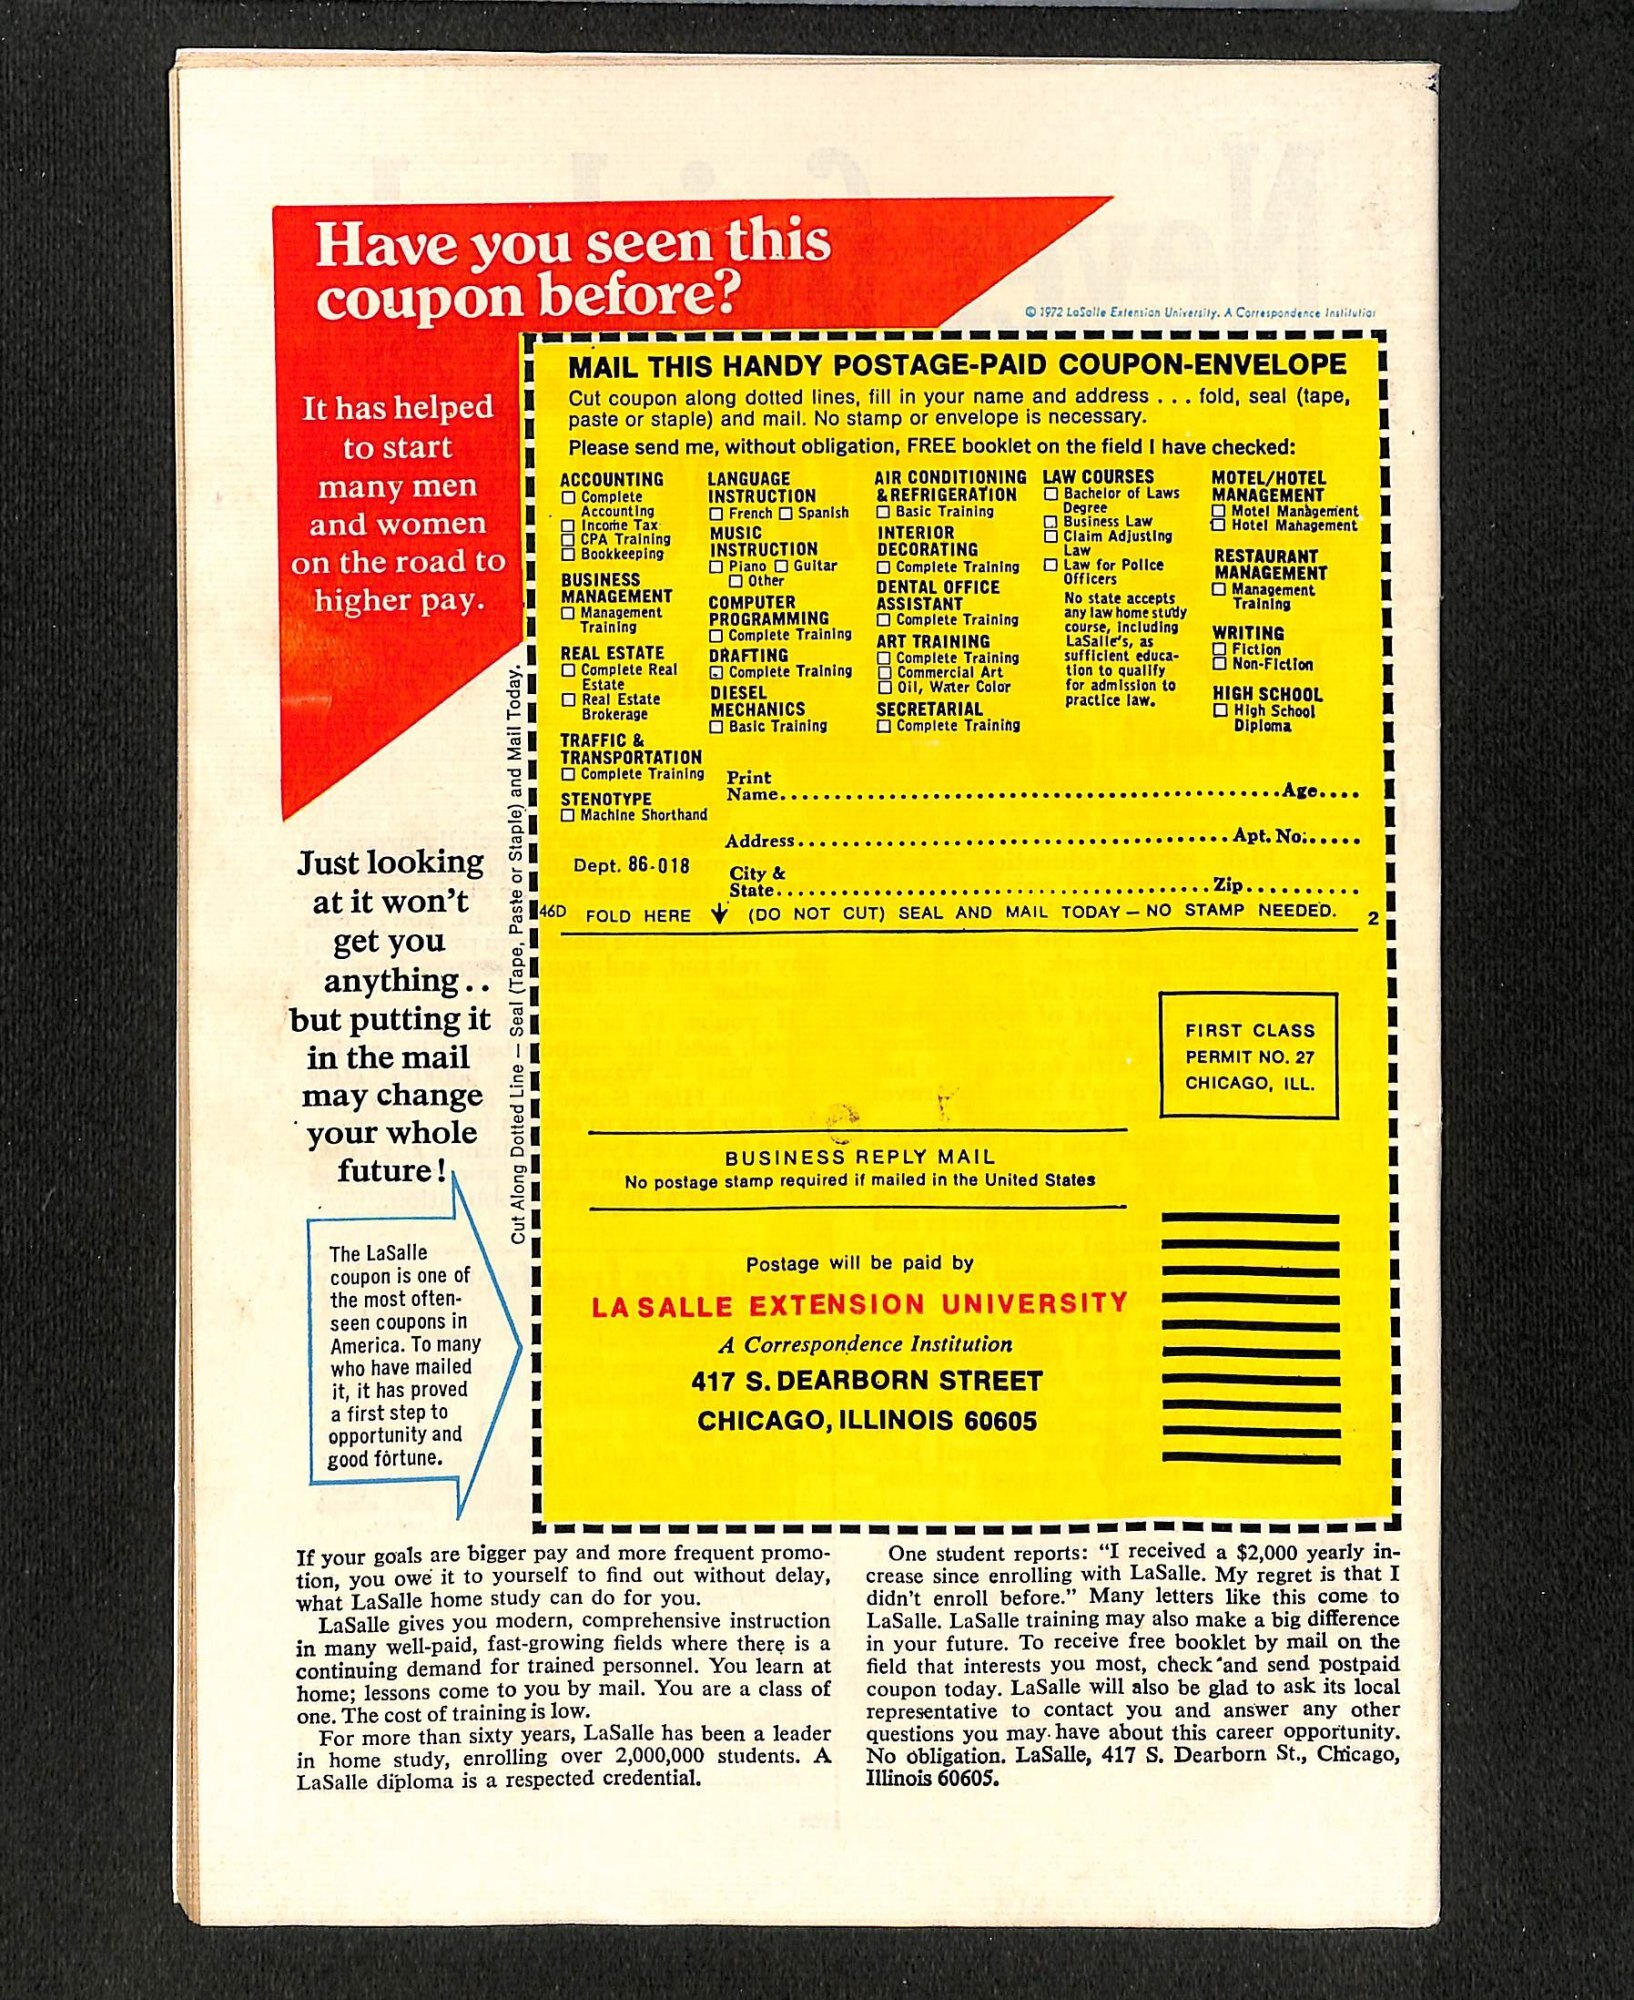 Have you seen this
coupon before?
© 1972 LaSalle Extension University. A Correspondence Institution
It has helped
to start
many men
and women
on the road to
higher pay.
Just looking
at it won't
get you
anything..
but putting it
in the mail
may change
your whole
future!
The LaSalle
coupon is one of
the most often-
seen coupons in
America. To many
who have mailed
it, it has proved
a first step to
opportunity and
good fortune.
Cut Along Dotted Line — Seal (Tape, Paste or Staple) and Mail Today.
MAIL THIS HANDY POSTAGE-PAID COUPON-ENVELOPE
Cut coupon along dotted lines, fill in your name and address . . . fold, seal (tape,
paste or staple) and mail. No stamp or envelope is necessary.
Please send me, without obligation, FREE booklet on the field I have checked:
ACCOUNTING
☐ Complete
Accounting
☐ Income Tax
☐ CPA Training
☐ Bookkeeping
BUSINESS
MANAGEMENT
☐ Management
Training
REAL ESTATE
☐ Complete Real
Estate
☐ Real Estate
Brokerage
TRAFFIC &
TRANSPORTATION
☐ Complete Training
STENOTYPE
☐ Machine Shorthand
LANGUAGE
INSTRUCTION
☐ French ☐ Spanish
MUSIC
INSTRUCTION
☐ Piano ☐ Guitar
☐ Other
COMPUTER
PROGRAMMING
☐ Complete Training
DRAFTING
☐ Complete Training
DIESEL
MECHANICS
☐ Basic Training
AIR CONDITIONING
& REFRIGERATION
☐ Basic Training
INTERIOR
DECORATING
☐ Complete Training
DENTAL OFFICE
ASSISTANT
☐ Complete Training
ART TRAINING
☐ Complete Training
☐ Commercial Art
☐ Oil, Water Color
SECRETARIAL
☐ Complete Training
LAW COURSES
☐ Bachelor of Laws
Degree
☐ Business Law
☐ Claim Adjusting
Law
☐ Law for Police
Officers
No state accepts
any law home study
course, including
LaSalle's, as
sufficient educa-
tion to qualify
for admission to
practice law.
MOTEL/HOTEL
MANAGEMENT
☐ Motel Management
☐ Hotel Management
RESTAURANT
MANAGEMENT
☐ Management
Training
WRITING
☐ Fiction
☐ Non-Fiction
HIGH SCHOOL
☐ High School
Diploma
Print
Name.......................................................Age....
Address................................................Apt. No:.....
Dept. 86-018
City &
State................................................Zip..........
46D FOLD HERE ↓ (DO NOT CUT) SEAL AND MAIL TODAY — NO STAMP NEEDED. 2
FIRST CLASS
PERMIT NO. 27
CHICAGO, ILL.
BUSINESS REPLY MAIL
No postage stamp required if mailed in the United States
Postage will be paid by
LA SALLE EXTENSION UNIVERSITY
A Correspondence Institution
417 S. DEARBORN STREET
CHICAGO, ILLINOIS 60605
If your goals are bigger pay and more frequent promo-
tion, you owe it to yourself to find out without delay,
what LaSalle home study can do for you.
LaSalle gives you modern, comprehensive instruction
in many well-paid, fast-growing fields where there is a
continuing demand for trained personnel. You learn at
home; lessons come to you by mail. You are a class of
one. The cost of training is low.
For more than sixty years, LaSalle has been a leader
in home study, enrolling over 2,000,000 students. A
LaSalle diploma is a respected credential.
One student reports: "I received a $2,000 yearly in-
crease since enrolling with LaSalle. My regret is that I
didn't enroll before." Many letters like this come to
LaSalle. LaSalle training may also make a big difference
in your future. To receive free booklet by mail on the
field that interests you most, check and send postpaid
coupon today. LaSalle will also be glad to ask its local
representative to contact you and answer any other
questions you may have about this career opportunity.
No obligation. LaSalle, 417 S. Dearborn St., Chicago,
Illinois 60605.